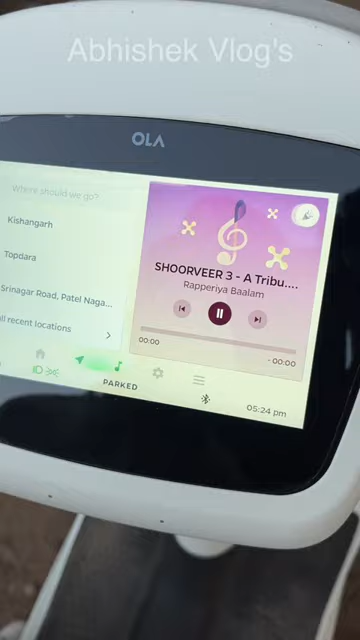 Abhishek Vlog's
OLA
Where should we go?
Kishangarh
Topdara
Srinagar Road, Patel Naga...
ll recent locations
SHOORVEER 3 - A Tribu....
Rapperiya Baalam
00:00
- 00:00
PARKED
05:24 pm